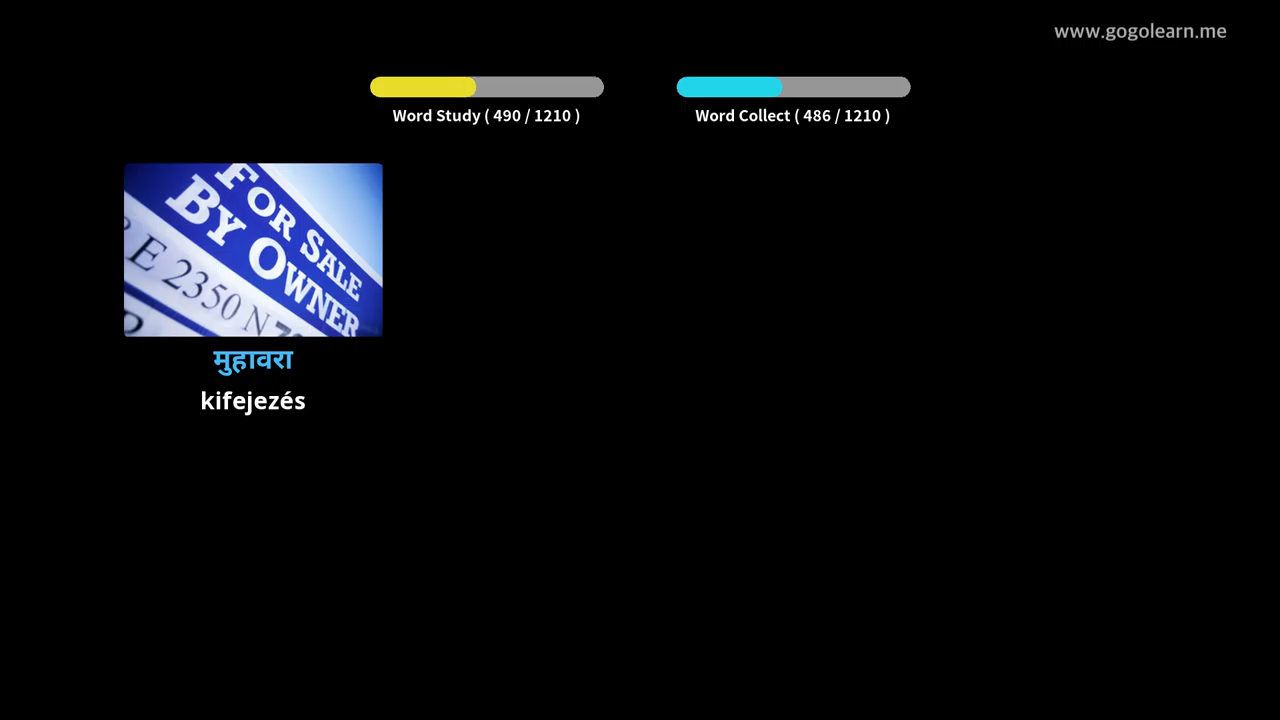 www.gogolearn.me
Word Study ( 490 / 1210 )
Word Collect ( 486 / 1210 )
FOR SALE
BY OWNER
E 2350 N
मुहावरा
kifejezés